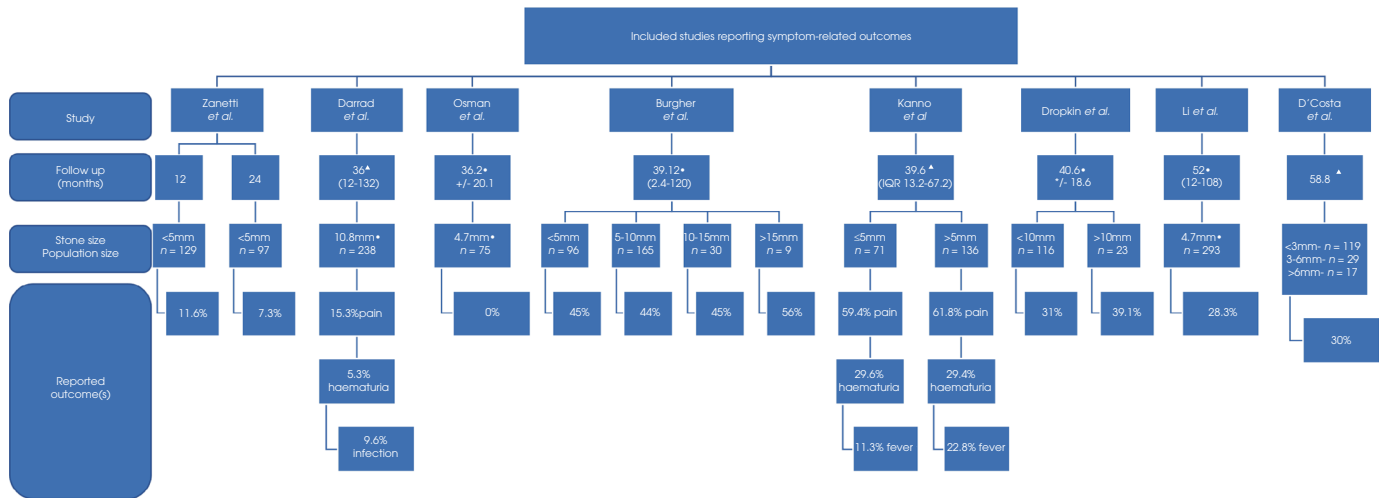 Included studies reporting symptom-related outcomes
Study
Zanetti
et al.
Darrad
et al.
Osman
et al.
Burgher
et al.
Kanno
et al
Dropkin et al.
Li et al.
D’Costa
et al.
Follow up
(months)
12
24
36▲
(12-132)
36.2•
+/- 20.1
39.12•
(2.4-120)
39.6 ▲
(IQR 13.2-67.2)
40.6•
*/- 18.6
52•
(12-108)
58.8 ▲
Stone size
Population size
<5mm
n = 129
<5mm
n = 97
10.8mm•
n = 238
4.7mm•
n = 75
<5mm
n = 96
5-10mm
n = 165
10-15mm
n = 30
>15mm
n = 9
≤5mm
n = 71
>5mm
n = 136
<10mm
n = 116
>10mm
n = 23
4.7mm•
n = 293
<3mm- n = 119
3-6mm- n = 29
>6mm- n = 17
Reported
outcome(s)
11.6%
7.3%
15.3%pain
0%
45%
44%
45%
56%
59.4% pain
61.8% pain
31%
39.1%
28.3%
30%
5.3%
haematuria
29.6%
haematuria
29.4%
haematuria
9.6%
infection
11.3% fever
22.8% fever